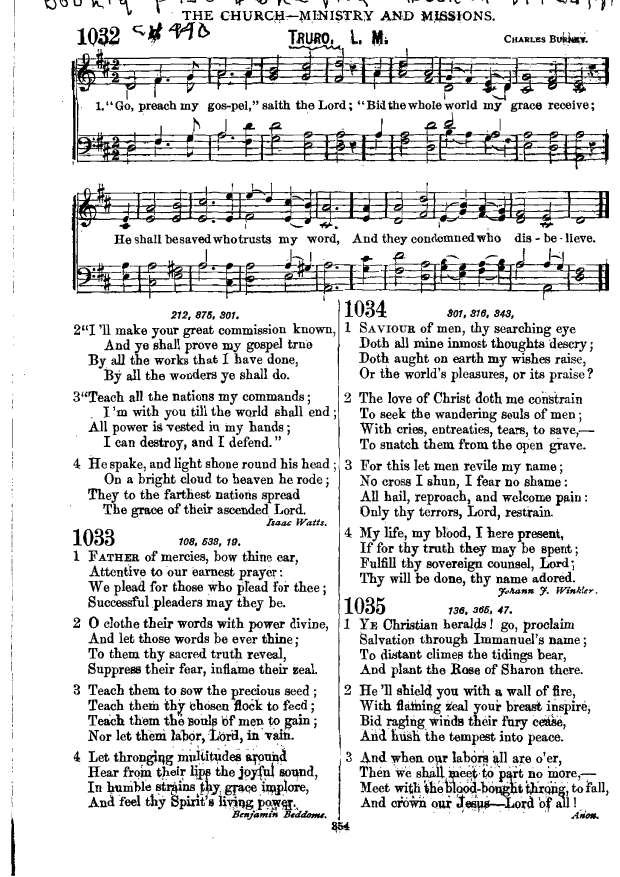 THE CHURCH—MINISTRY AND MISSIONS.
1032
TRURO, L. M.
CHARLES BURNEY.
1. "Go, preach my gos-pel," saith the Lord; "Bid the whole world my grace receive;
He shall be saved who trusts my word, And they condemned who dis-be-lieve.
212, 875, 301.
2 "I'll make your great commission known,
And ye shall prove my gospel true
By all the works that I have done,
By all the wonders ye shall do.
3 "Teach all the nations my commands;
I'm with you till the world shall end;
All power is vested in my hands;
I can destroy, and I defend."
4 He spake, and light shone round his head;
On a bright cloud to heaven he rode;
They to the farthest nations spread
The grace of their ascended Lord.
Isaac Watts.
1033
108, 538, 19.
1 FATHER of mercies, bow thine ear,
Attentive to our earnest prayer:
We plead for those who plead for thee;
Successful pleaders may they be.
2 O clothe their words with power divine,
And let those words be ever thine;
To them thy sacred truth reveal,
Suppress their fear, inflame their zeal.
3 Teach them to sow the precious seed;
Teach them thy chosen flock to feed;
Teach them the souls of men to gain;
Nor let them labor, Lord, in vain.
4 Let thronging multitudes around
Hear from their lips the joyful sound,
In humble strains thy grace implore,
And feel thy Spirit's living power.
Benjamin Beddome.
1034
301, 316, 343,
1 SAVIOUR of men, thy searching eye
Doth all mine inmost thoughts descry;
Doth aught on earth my wishes raise,
Or the world's pleasures, or its praise?
2 The love of Christ doth me constrain
To seek the wandering souls of men;
With cries, entreaties, tears, to save,—
To snatch them from the open grave.
3 For this let men revile my name;
No cross I shun, I fear no shame:
All hail, reproach, and welcome pain:
Only thy terrors, Lord, restrain.
4 My life, my blood, I here present,
If for thy truth they may be spent;
Fulfill thy sovereign counsel, Lord;
Thy will be done, thy name adored.
Johann J. Winkler.
1035
136, 365, 47.
1 YE Christian heralds! go, proclaim
Salvation through Immanuel's name;
To distant climes the tidings bear,
And plant the Rose of Sharon there.
2 He'll shield you with a wall of fire,
With flaming zeal your breast inspire,
Bid raging winds their fury cease,
And hush the tempest into peace.
3 And when our labors all are o'er,
Then we shall meet to part no more,—
Meet with the blood-bought throng, to fall,
And crown our Jesus—Lord of all!
Anon.
354